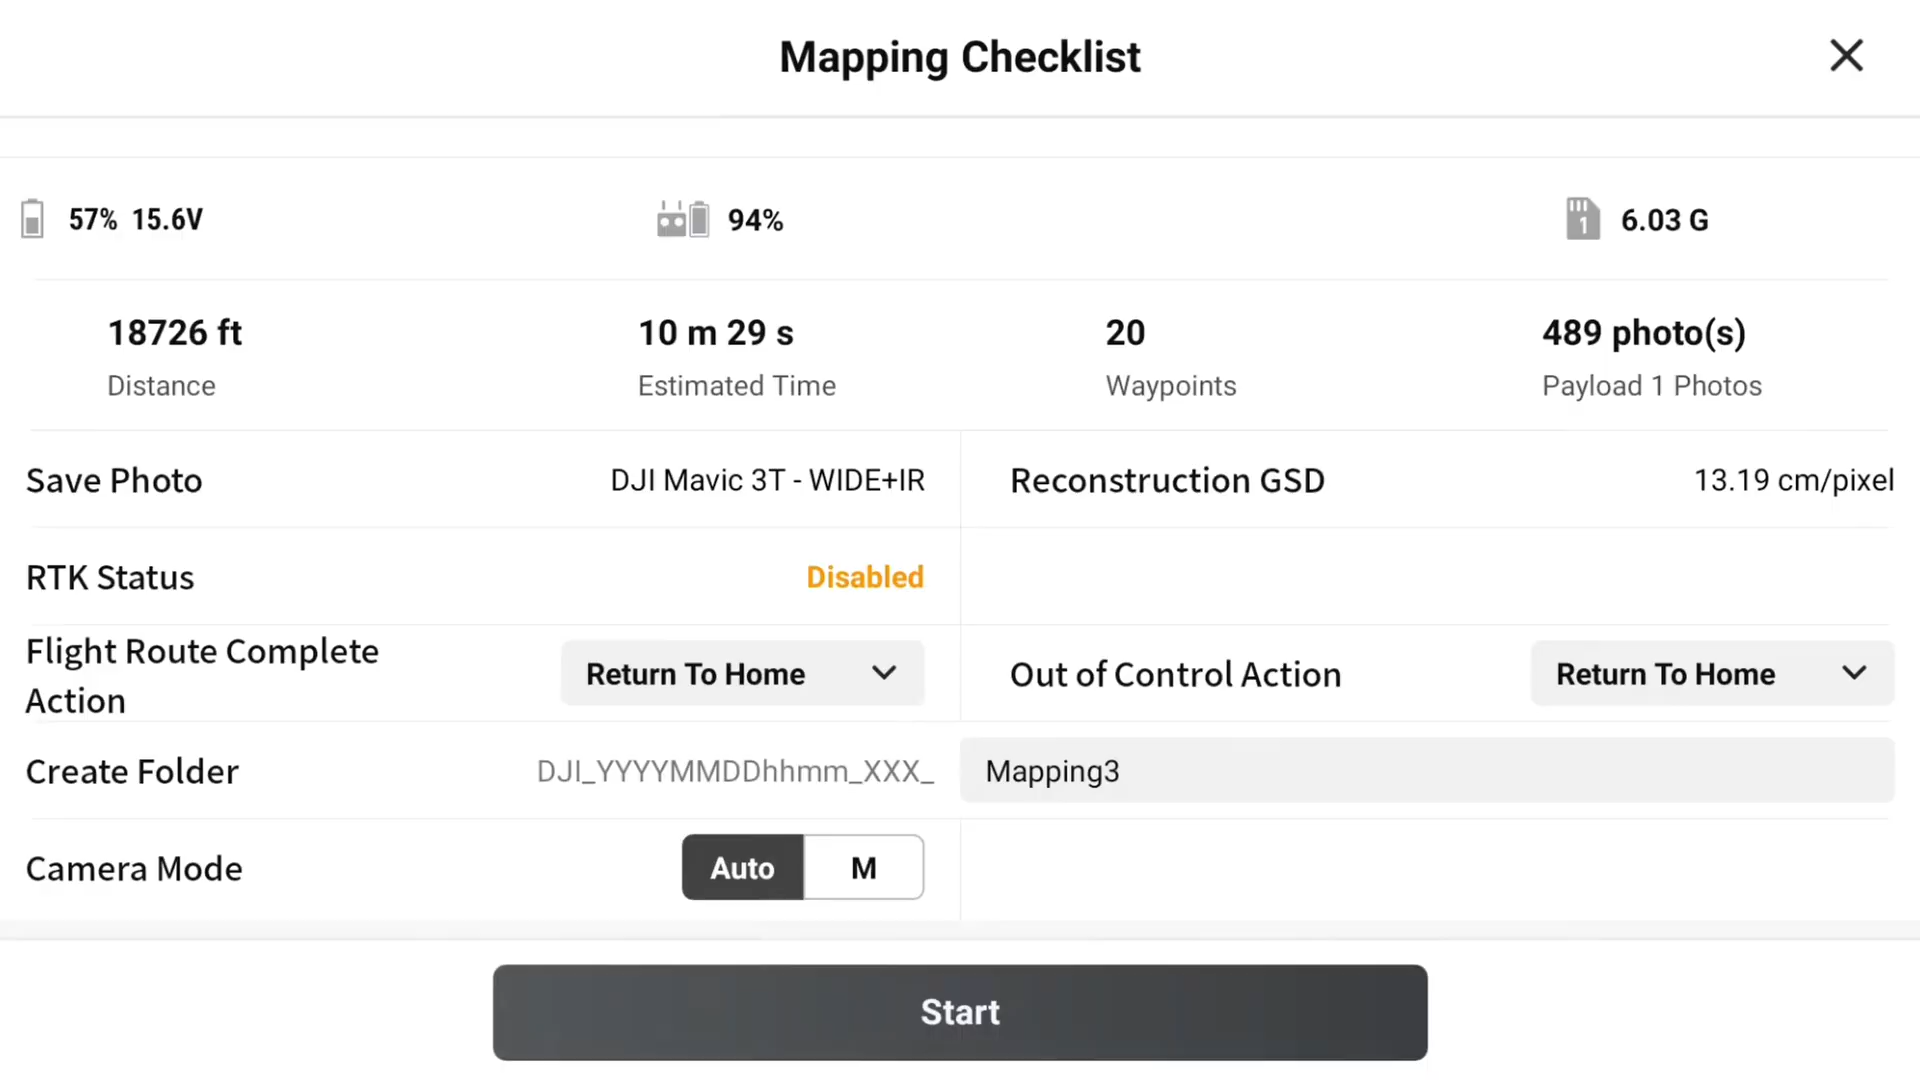 Mapping Checklist
57% 15.6V
94%
1
6.03 G
18726 ft
Distance
10 m 29 s
Estimated Time
20
Waypoints
489 photo(s)
Payload 1 Photos
Save Photo
DJI Mavic 3T - WIDE+IR
Reconstruction GSD
13.19 cm/pixel
RTK Status
Disabled
Flight Route Complete
Action
Return To Home
Out of Control Action
Return To Home
Create Folder
DJI_YYYYMMDDhhmm_XXX_
Mapping3
Camera Mode
Auto
M
Start